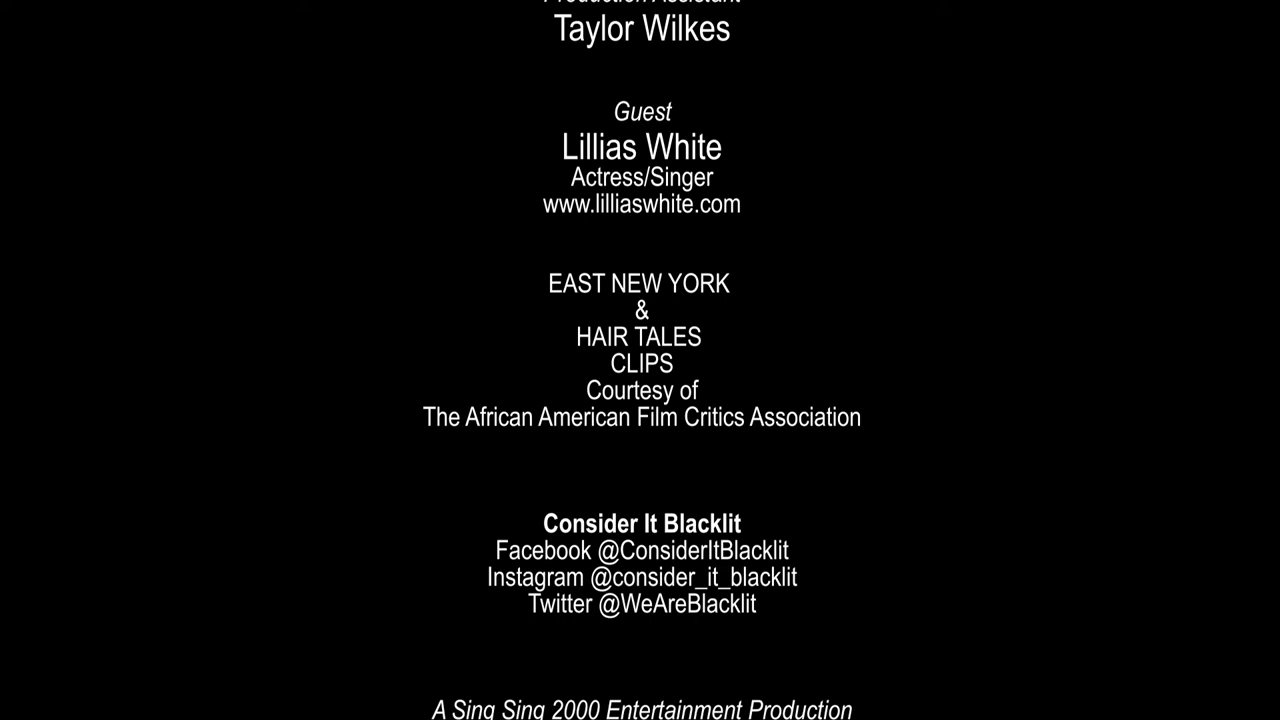 Production Assistant
Taylor Wilkes
Guest
Lillias White
Actress/Singer
www.lilliaswhite.com
EAST NEW YORK
&
HAIR TALES
CLIPS
Courtesy of
The African American Film Critics Association
Consider It Blacklit
Facebook @ConsiderItBlacklit
Instagram @consider_it_blacklit
Twitter @WeAreBlacklit
A Sing Sing 2000 Entertainment Production